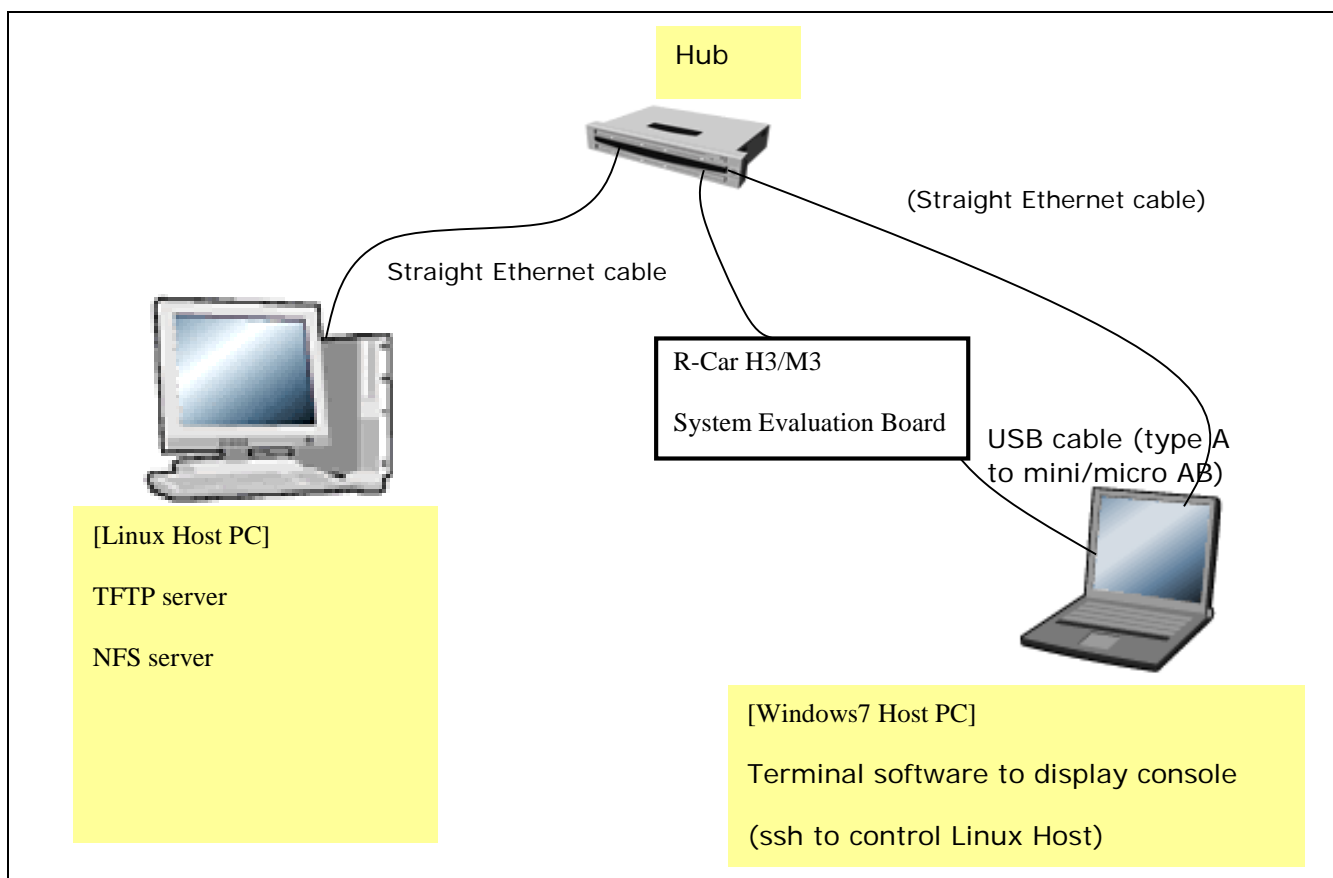 Hub
(Straight Ethernet cable)
Straight Ethernet cable
R-Car H3/M3
System Evaluation Board
USB cable (type A
to mini/micro AB)
[Linux Host PC]
TFTP server
NFS server
[Windows7 Host PC]
Terminal software to display console
(ssh to control Linux Host)